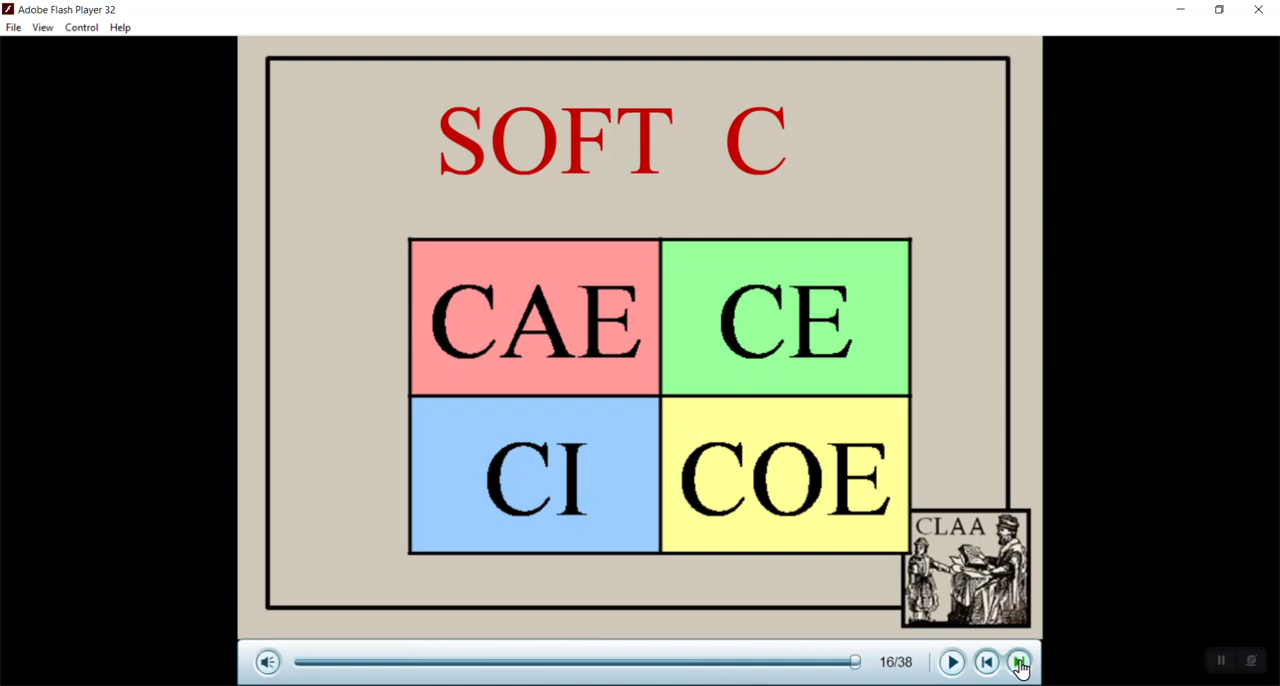 Adobe Flash Player 32
File View Control Help
SOFT C
CAE CE
CI COE
CLAA
16/38